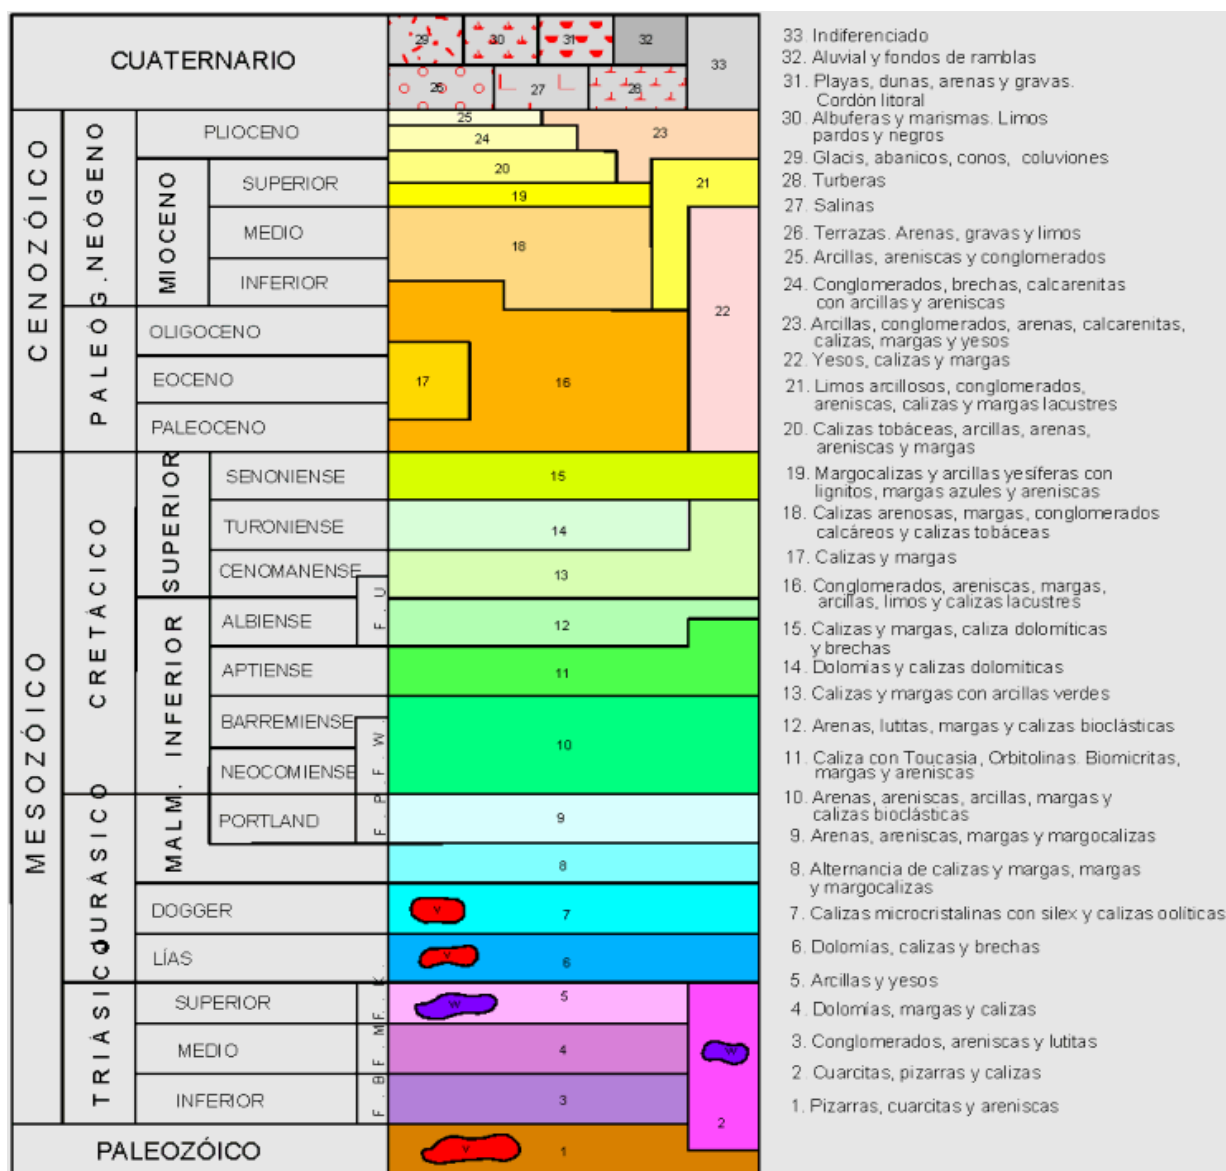 CUATERNARIO
29
30
31
32
33
26
27
28
CENOZÓICO
PALEÓG.
NEÓGENO
PLIOCENO
MIOCENO
SUPERIOR
MEDIO
INFERIOR
OLIGOCENO
EOCENO
PALEOCENO
25
24
23
20
21
19
18
22
17
16
MESOZÓICO
CRETÁCICO
SUPERIOR
SENONIENSE
TURONIENSE
CENOMANENSE
F. U.
INFERIOR
ALBIENSE
APTIENSE
BARREMIENSE
NEOCOMIENSE
F. W.
F. P.
15
14
13
12
11
10
JURÁSICO
MALM.
PORTLAND
DOGGER
LÍAS
9
8
V
7
V
6
TRIÁSICO
SUPERIOR
MEDIO
INFERIOR
F. K.
F. M.
F. B.
W
5
4
W
3
2
PALEOZÓICO
V
1
33. Indiferenciado
32. Aluvial y fondos de ramblas
31. Playas, dunas, arenas y gravas.
Cordón litoral
30. Albuferas y marismas. Limos
pardos y negros
29. Glacis, abanicos, conos, coluviones
28. Turberas
27. Salinas
26. Terrazas. Arenas, gravas y limos
25. Arcillas, areniscas y conglomerados
24. Conglomerados, brechas, calcarenitas
con arcillas y areniscas
23. Arcillas, conglomerados, arenas, calcarenitas,
calizas, margas y yesos
22. Yesos, calizas y margas
21. Limos arcillosos, conglomerados,
areniscas, calizas y margas lacustres
20. Calizas tobáceas, arcillas, arenas,
areniscas y margas
19. Margocalizas y arcillas yesíferas con
lignitos, margas azules y areniscas
18. Calizas arenosas, margas, conglomerados
calcáreos y calizas tobáceas
17. Calizas y margas
16. Conglomerados, areniscas, margas,
arcillas, limos y calizas lacustres
15. Calizas y margas, caliza dolomíticas
y brechas
14. Dolomías y calizas dolomíticas
13. Calizas y margas con arcillas verdes
12. Arenas, lutitas, margas y calizas bioclásticas
11. Caliza con Toucasia, Orbitolinas. Biomicritas,
margas y areniscas
10. Arenas, areniscas, arcillas, margas y
calizas bioclásticas
9. Arenas, areniscas, margas y margocalizas
8. Alternancia de calizas y margas, margas
y margocalizas
7. Calizas microcristalinas con silex y calizas oolíticas
6. Dolomías, calizas y brechas
5. Arcillas y yesos
4. Dolomías, margas y calizas
3. Conglomerados, areniscas y lutitas
2. Cuarcitas, pizarras y calizas
1. Pizarras, cuarcitas y areniscas